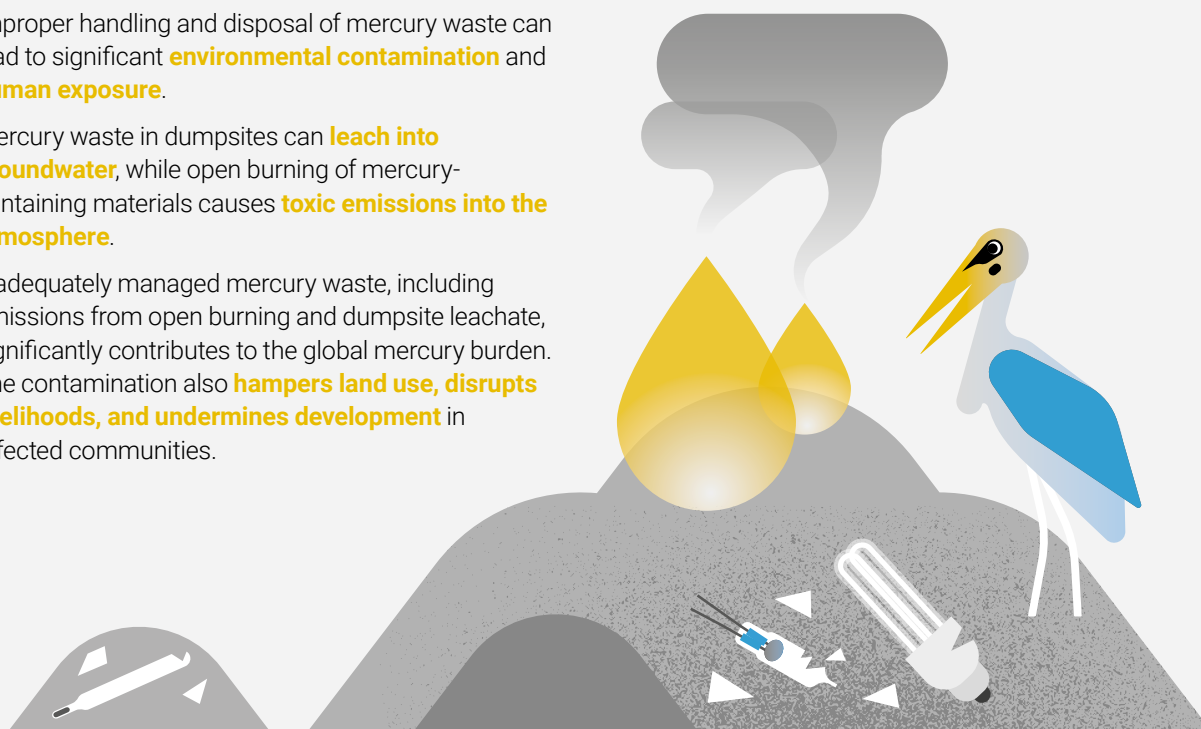 proper handling and disposal of mercury waste can
ad to significant environmental contamination and
man exposure.
ercury waste in dumpsites can leach into
oundwater, while open burning of mercury-
ntaining materials causes toxic emissions into the
mosphere.
adequately managed mercury waste, including
missions from open burning and dumpsite leachate,
gnificantly contributes to the global mercury burden.
e contamination also hampers land use, disrupts
elihoods, and undermines development in
fected communities.